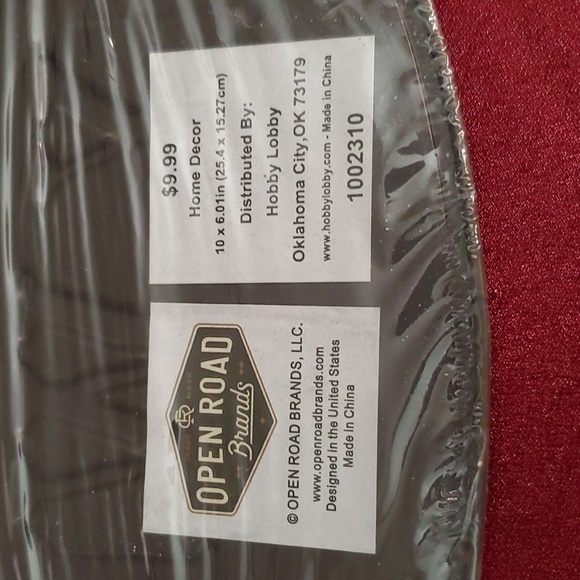 OPEN ROAD
Brands
© OPEN ROAD BRANDS, LLC.
www.openroadbrands.com
Designed in the United States
Made in China
$9.99
Home Decor
10 x 6.01in (25.4 x 15.27cm)
Distributed By:
Hobby Lobby
Oklahoma City,OK 73179
www.hobbylobby.com - Made in China
1002310